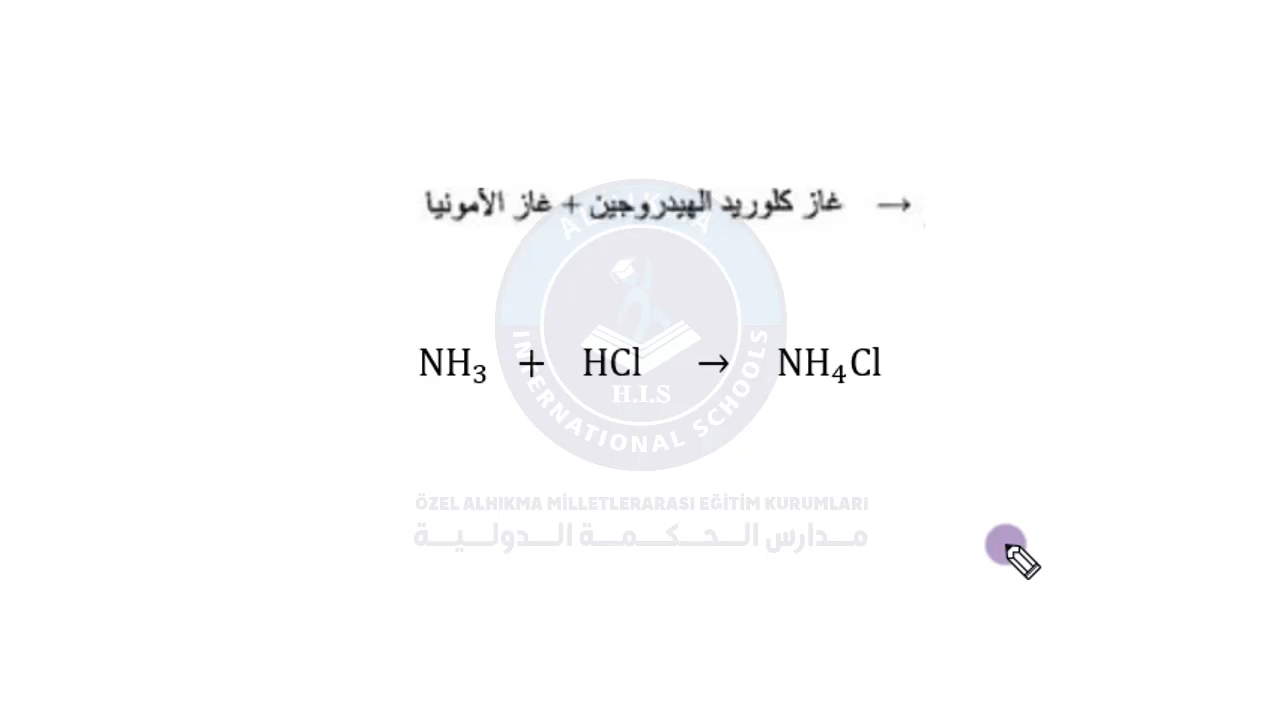 غاز الأمونيا + غاز كلوريد الهيدروجين →
NH₃ + HCl → NH₄Cl
ALHIKMA
INTERNATIONAL SCHOOLS
H.I.S
ÖZEL ALHIKMA MİLLETLERARASI EĞİTİM KURUMLARI
مدارس الحكمة الدولية